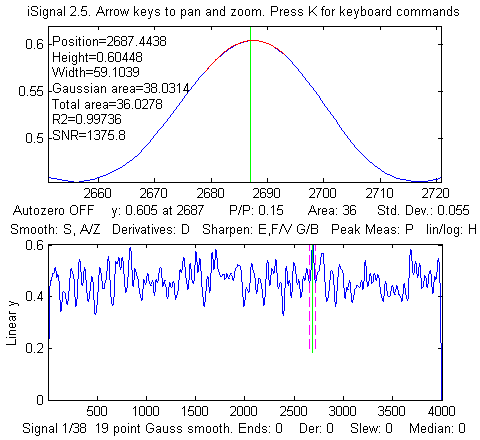 iSignal 2.5. Arrow keys to pan and zoom. Press K for keyboard commands
0.6
Position=2687.4438
Height=0.60448
0.55
Width=59.1039
Gaussian area=38.0314
Total area=36.0278
R2=0.99736
0.5
SNR=1375.8
2660 2670 2680 2690 2700 2710 2720
Autozero OFF y: 0.605 at 2687 P/P: 0.15 Area: 36 Std. Dev.: 0.055
Smooth: S, A/Z Derivatives: D Sharpen: E,F/V G/B Peak Meas: P lin/log: H
0.6
0.4
Linear y
0.2
0
500 1000 1500 2000 2500 3000 3500 4000
Signal 1/38 19 point Gauss smooth. Ends: 0 Der: 0 Slew: 0 Median: 0